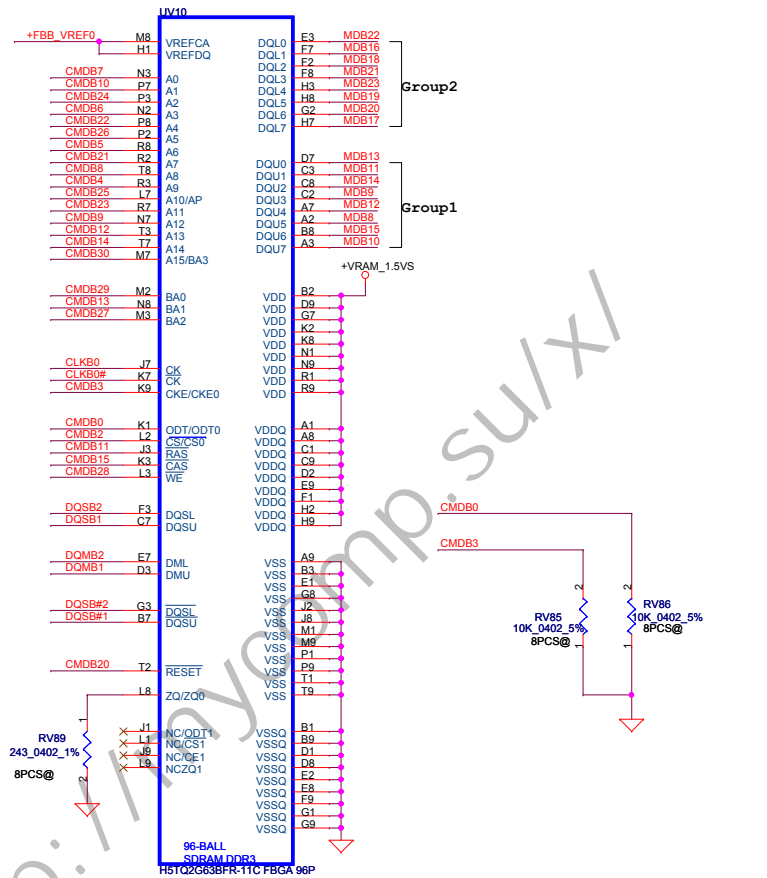 UV10
+FBB_VREF0 M8 VREFCA DQL0 E3 MDB22
H1 VREFDQ DQL1 F7 MDB16
DQL2 F2 MDB18
CMDB7 N3 A0 DQL3 F8 MDB21
CMDB10 P7 A1 DQL4 H3 MDB23 Group2
CMDB24 P3 A2 DQL5 H8 MDB19
CMDB6 N2 A3 DQL6 G2 MDB20
CMDB22 P8 A4 DQL7 H7 MDB17
CMDB26 P2 A5
CMDB5 R8 A6
CMDB21 R2 A7 DQU0 D7 MDB13
CMDB8 T8 A8 DQU1 C3 MDB11
CMDB4 R3 A9 DQU2 C8 MDB14
CMDB25 L7 A10/AP DQU3 C2 MDB9
CMDB23 R7 A11 DQU4 A7 MDB12 Group1
CMDB9 N7 A12 DQU5 A2 MDB8
CMDB12 T3 A13 DQU6 B8 MDB15
CMDB14 T7 A14 DQU7 A3 MDB10
CMDB30 M7 A15/BA3
+VRAM_1.5VS
CMDB29 M2 BA0 VDD B2
CMDB13 N8 BA1 VDD D9
CMDB27 M3 BA2 VDD G7
VDD K2
VDD K8
VDD N1
CLKB0 J7 CK VDD N9
CLKB0# K7 CK VDD R1
CMDB3 K9 CKE/CKE0 VDD R9
CMDB0 K1 ODT/ODT0 VDDQ A1
CMDB2 L2 CS/CS0 VDDQ A8
CMDB11 J3 RAS VDDQ C1
CMDB15 K3 CAS VDDQ C9
CMDB28 L3 WE VDDQ D2
VDDQ E9
VDDQ F1
DQSB2 F3 DQSL VDDQ H2
DQSB1 C7 DQSU VDDQ H9
CMDB0
CMDB3
DQMB2 E7 DML VSS A9
DQMB1 D3 DMU VSS B3
VSS E1
VSS G8
DQSB#2 G3 DQSL VSS J2
DQSB#1 B7 DQSU VSS J8
VSS M1
VSS M9
VSS P1
CMDB20 T2 RESET VSS P9
VSS T1
L8 ZQ/ZQ0 VSS T9
2 2
RV85
10K_0402_5%
8PCS@
1
RV86
10K_0402_5%
8PCS@
1
1
RV89
243_0402_1%
8PCS@
2
J1 NC/ODT1 VSSQ B1
L1 NC/CS1 VSSQ B9
J9 NC/CE1 VSSQ D1
L9 NCZQ1 VSSQ D8
VSSQ E2
VSSQ E8
VSSQ F9
VSSQ G1
VSSQ G9
96-BALL
SDRAM DDR3
H5TQ2G63BFR-11C FBGA 96P
p://mycomp.su/x/